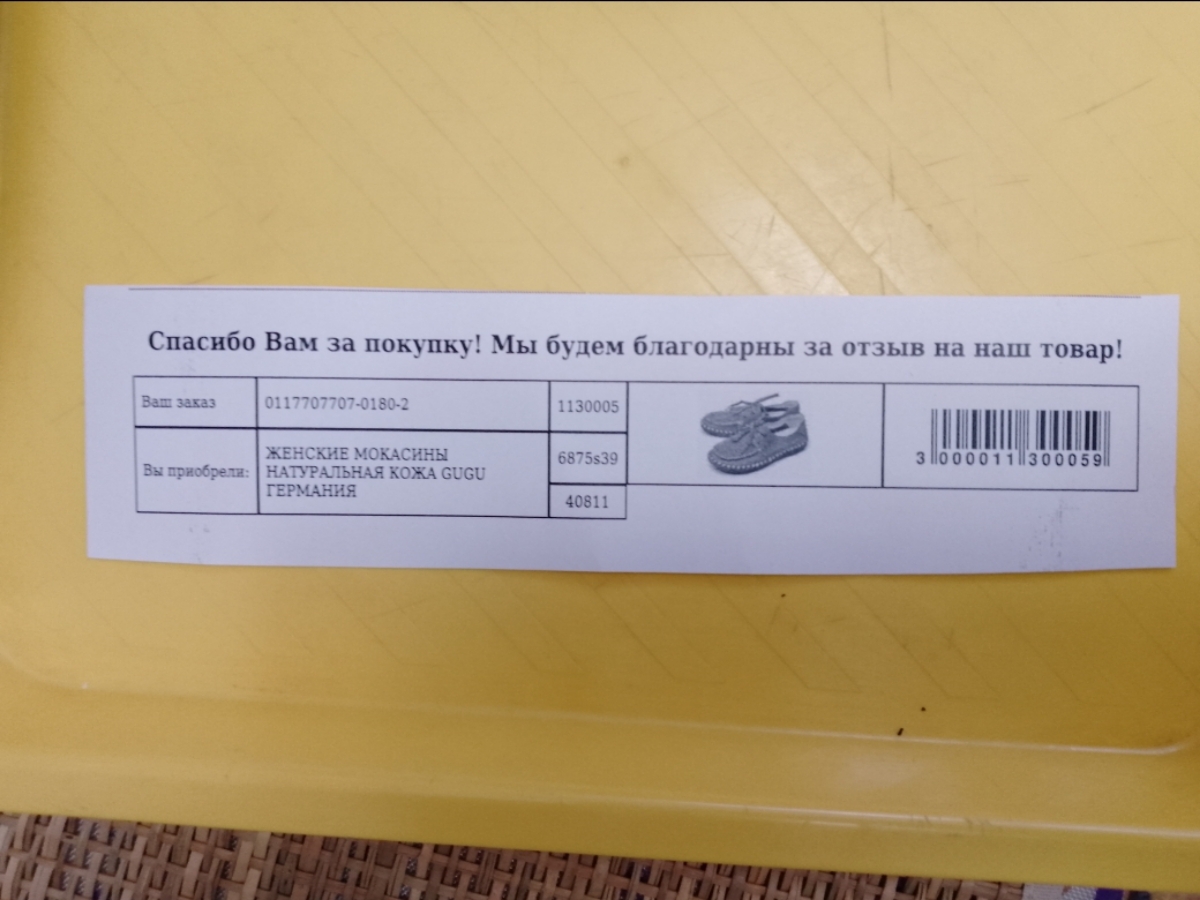 Спасибо Вам за покупку! Мы будем благодарны за отзыв на наш товар!
Ваш заказ
0117707707-0180-2
1130005
Вы приобрели:
ЖЕНСКИЕ МОКАСИНЫ
НАТУРАЛЬНАЯ КОЖА GUGU
ГЕРМАНИЯ
6875s39
40811
3 000011 300059